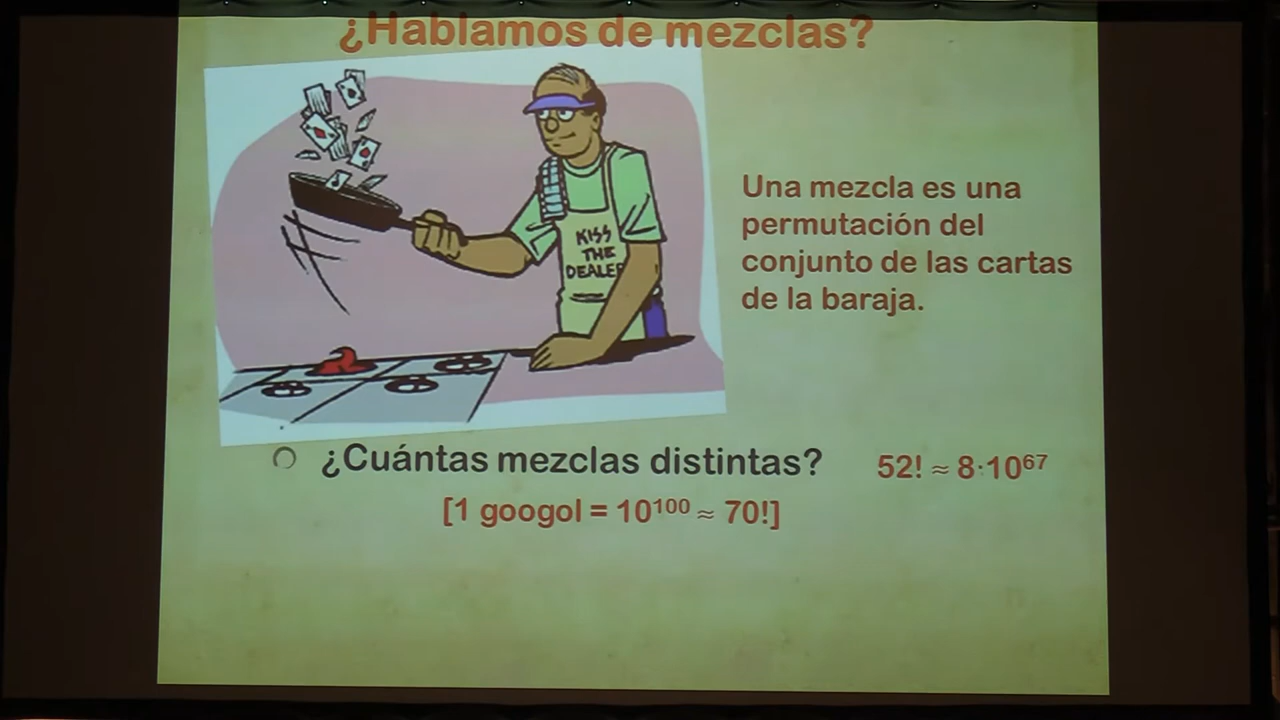 ¿Hablamos de mezclas?
KISS
THE
DEALER
Una mezcla es una
permutación del
conjunto de las cartas
de la baraja.
¿Cuántas mezclas distintas? 52! ≈ 8·10⁶⁷
[1 googol = 10¹⁰⁰ ≈ 70!]